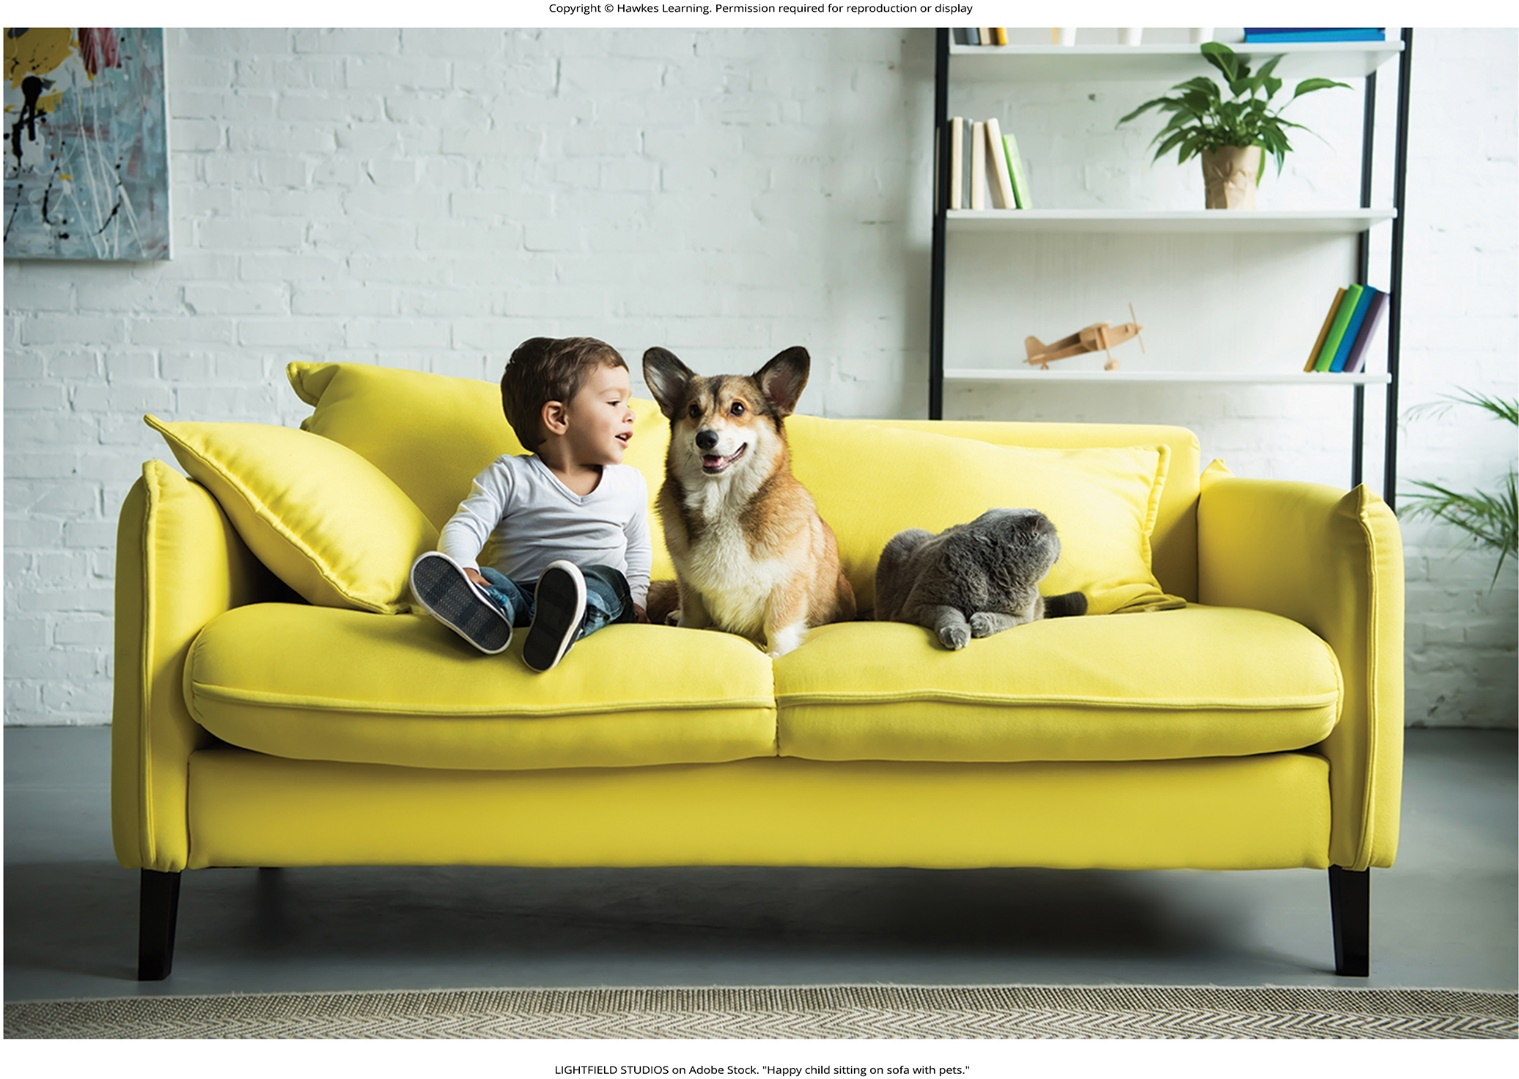 Copyright © Hawkes Learning. Permission required for reproduction or display
LIGHTFIELD STUDIOS on Adobe Stock. "Happy child sitting on sofa with pets."